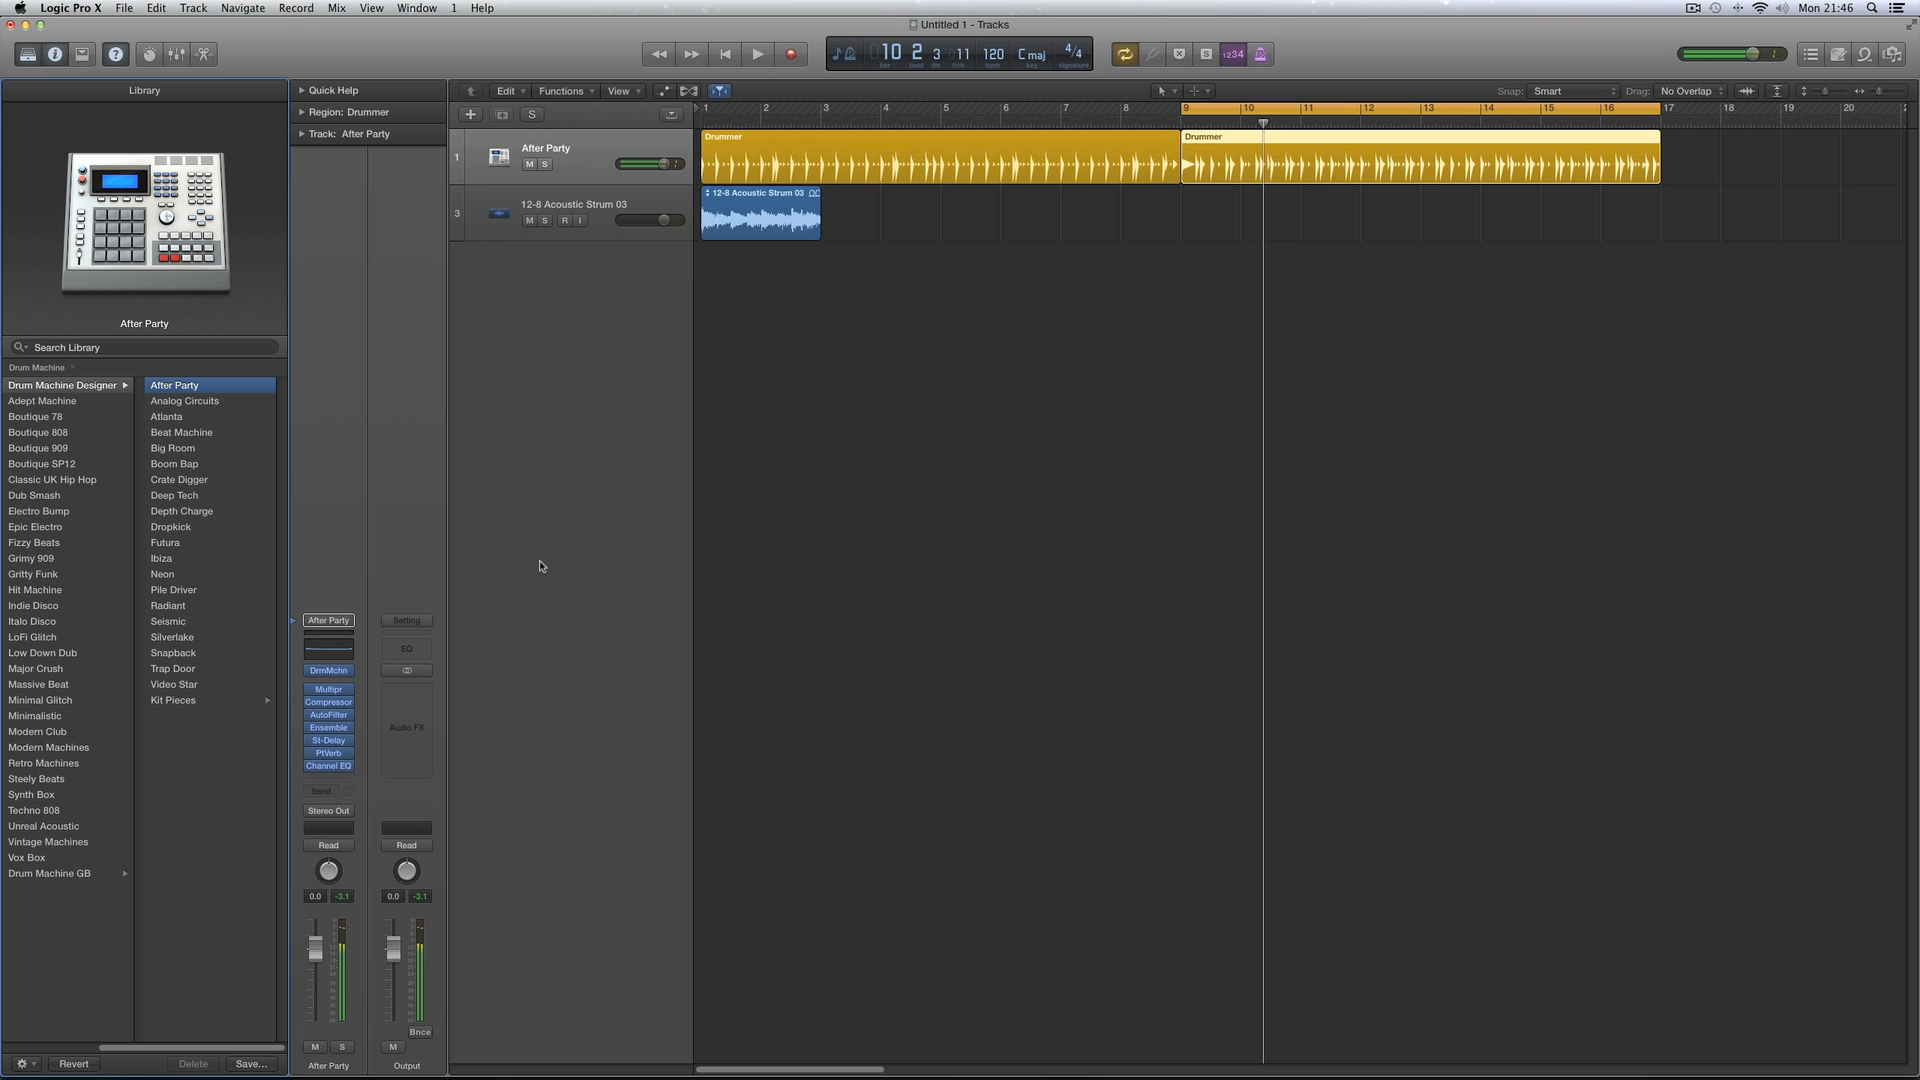 Logic Pro X File Edit Track Navigate Record Mix View Window 1 Help Mon 21:46
Untitled 1 - Tracks
10 2 3 11 120 C maj 4/4
bar beat div tick bpm key signature
1234
Library
Quick Help
Region: Drummer
Track: After Party
After Party
Search Library
Drum Machine
Drum Machine Designer
Adept Machine
Boutique 78
Boutique 808
Boutique 909
Boutique SP12
Classic UK Hip Hop
Dub Smash
Electro Bump
Epic Electro
Fizzy Beats
Grimy 909
Gritty Funk
Hit Machine
Indie Disco
Italo Disco
LoFi Glitch
Low Down Dub
Major Crush
Massive Beat
Minimal Glitch
Minimalistic
Modern Club
Modern Machines
Retro Machines
Steely Beats
Synth Box
Techno 808
Unreal Acoustic
Vintage Machines
Vox Box
Drum Machine GB
After Party
Analog Circuits
Atlanta
Beat Machine
Big Room
Boom Bap
Crate Digger
Deep Tech
Depth Charge
Dropkick
Futura
Ibiza
Neon
Pile Driver
Radiant
Seismic
Silverlake
Snapback
Trap Door
Video Star
Kit Pieces
Revert Delete Save...
After Party
DrmMchn
Multipr
Compressor
AutoFilter
Ensemble
St-Delay
PtVerb
Channel EQ
Send
Stereo Out
Read
0.0 -3.1
M S
After Party
Setting
EQ
Audio FX
Read
0.0 -3.1
Bnce
M
Output
Edit Functions View Snap: Smart Drag: No Overlap
S
1 2 3 4 5 6 7 8 9 10 11 12 13 14 15 16 17 18 19 20
1 After Party
M S
Drummer
Drummer
3 12-8 Acoustic Strum 03
M S R I
12-8 Acoustic Strum 03